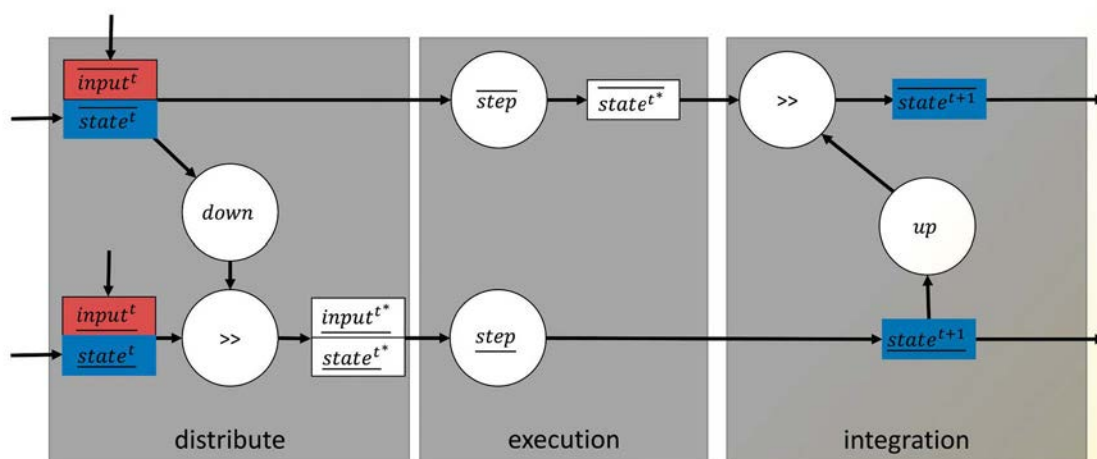 input^t
state^t
step
state^{t*}
>>
state^{t+1}
down
up
input^t
state^t
>>
input^{t*}
state^{t*}
step
state^{t+1}
distribute
execution
integration